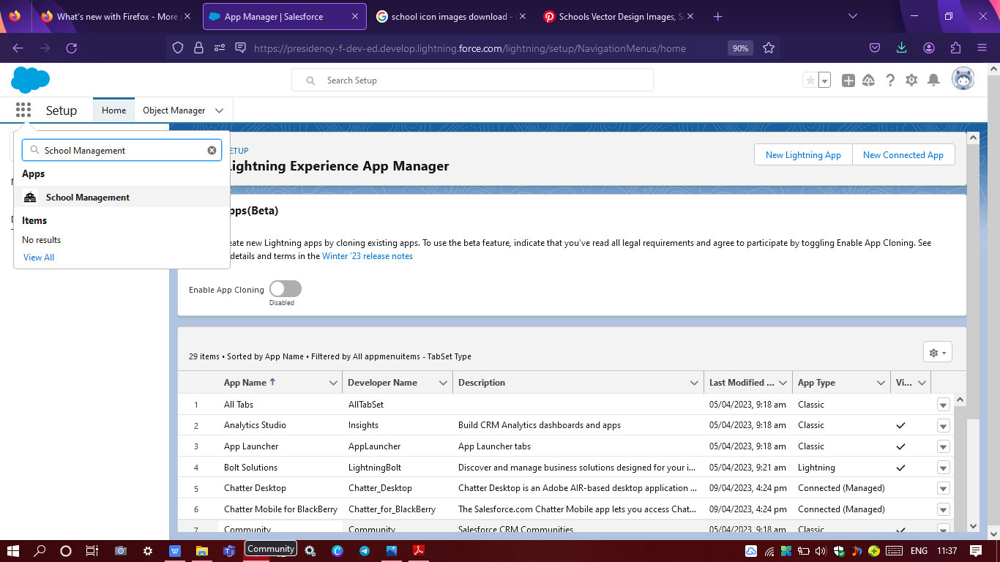 What's new with Firefox - More
App Manager | Salesforce
school icon images download -
Schools Vector Design Images,
https://presidency-f-dev-ed.develop.lightning.force.com/lightning/setup/NavigationMenus/home
90%
Search Setup
Setup
Home
Object Manager
School Management
Apps
School Management
Items
No results
View All
ETUP
Lightning Experience App Manager
New Lightning App
New Connected App
pps(Beta)
eate new Lightning apps by cloning existing apps. To use the beta feature, indicate that you've read all legal requirements and agree to participate by toggling Enable App Cloning. See
details and terms in the Winter '23 release notes
Enable App Cloning
Disabled
29 items • Sorted by App Name • Filtered by All appmenuitems - TabSet Type
App Name Developer Name Description Last Modified ... App Type Vi...
1 All Tabs AllTabSet 05/04/2023, 9:18 am Classic
2 Analytics Studio Insights Build CRM Analytics dashboards and apps 05/04/2023, 9:18 am Classic
3 App Launcher AppLauncher App Launcher tabs 05/04/2023, 9:18 am Classic
4 Bolt Solutions LightningBolt Discover and manage business solutions designed for your i... 05/04/2023, 9:21 am Lightning
5 Chatter Desktop Chatter_Desktop Chatter Desktop is an Adobe AIR-based desktop application ... 09/04/2023, 4:24 pm Connected (Managed)
6 Chatter Mobile for BlackBerry Chatter_for_BlackBerry The Salesforce.com Chatter Mobile app lets you access Chat... 09/04/2023, 4:24 pm Connected (Managed)
7 Community Community Salesforce CRM Communities 05/04/2023, 9:18 am Classic
Community
ENG
11:37